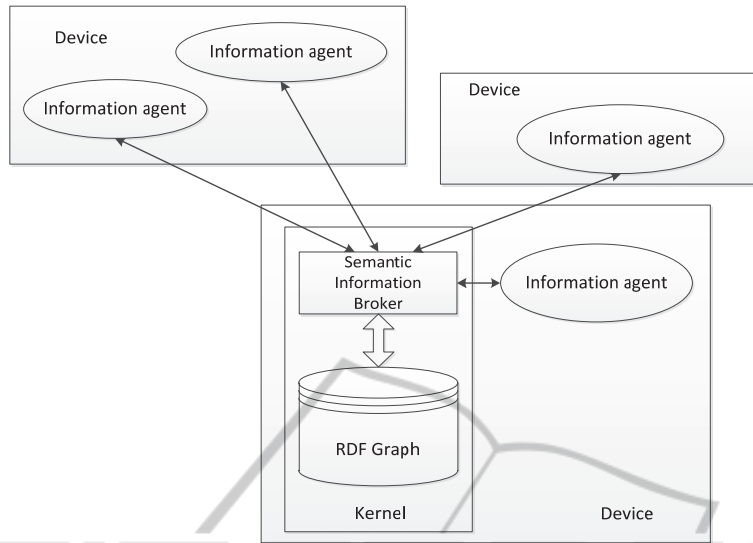 Device
Information agent
Information agent
Device
Information agent
Semantic
Information
Broker
Information agent
RDF Graph
Kernel
Device